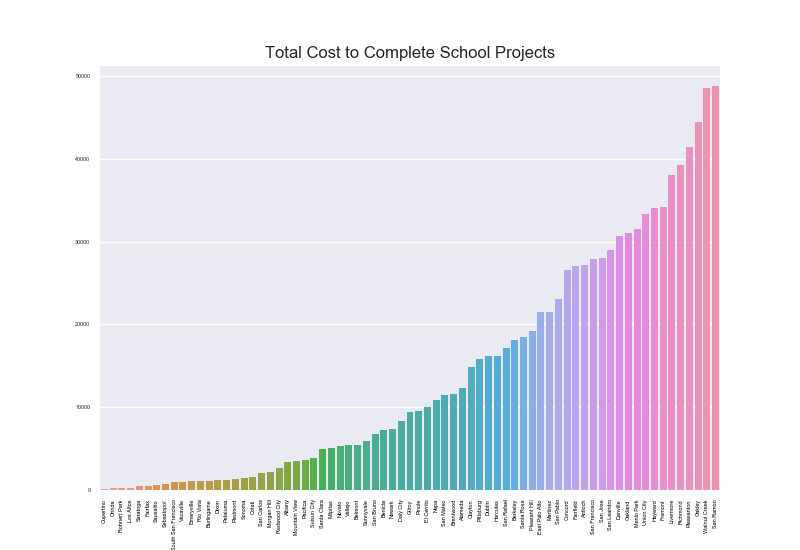 Total Cost to Complete School Projects
50000
40000
30000
20000
10000
0
Cupertino
Orinda
Rohnert Park
Los Altos
Saratoga
Fairfax
Sausalito
Sebastopol
South San Francisco
Vacaville
Emeryville
Rio Vista
Burlingame
Dixon
Petaluma
Piedmont
Sonoma
Cotati
San Carlos
Morgan Hill
Redwood City
Albany
Mountain View
Pacifica
Suisun City
Santa Clara
Milpitas
Novato
Vallejo
Belmont
Sunnyvale
San Bruno
Benicia
Newark
Daly City
Gilroy
Pinole
El Cerrito
Napa
San Mateo
Brentwood
Alameda
Clayton
Pittsburg
Dublin
Hercules
San Rafael
Berkeley
Santa Rosa
Pleasant Hill
East Palo Alto
Martinez
San Pablo
Concord
Fairfield
Antioch
San Francisco
San Jose
San Leandro
Danville
Oakland
Menlo Park
Union City
Hayward
Fremont
Livermore
Richmond
Pleasanton
Oakley
Walnut Creek
San Ramon